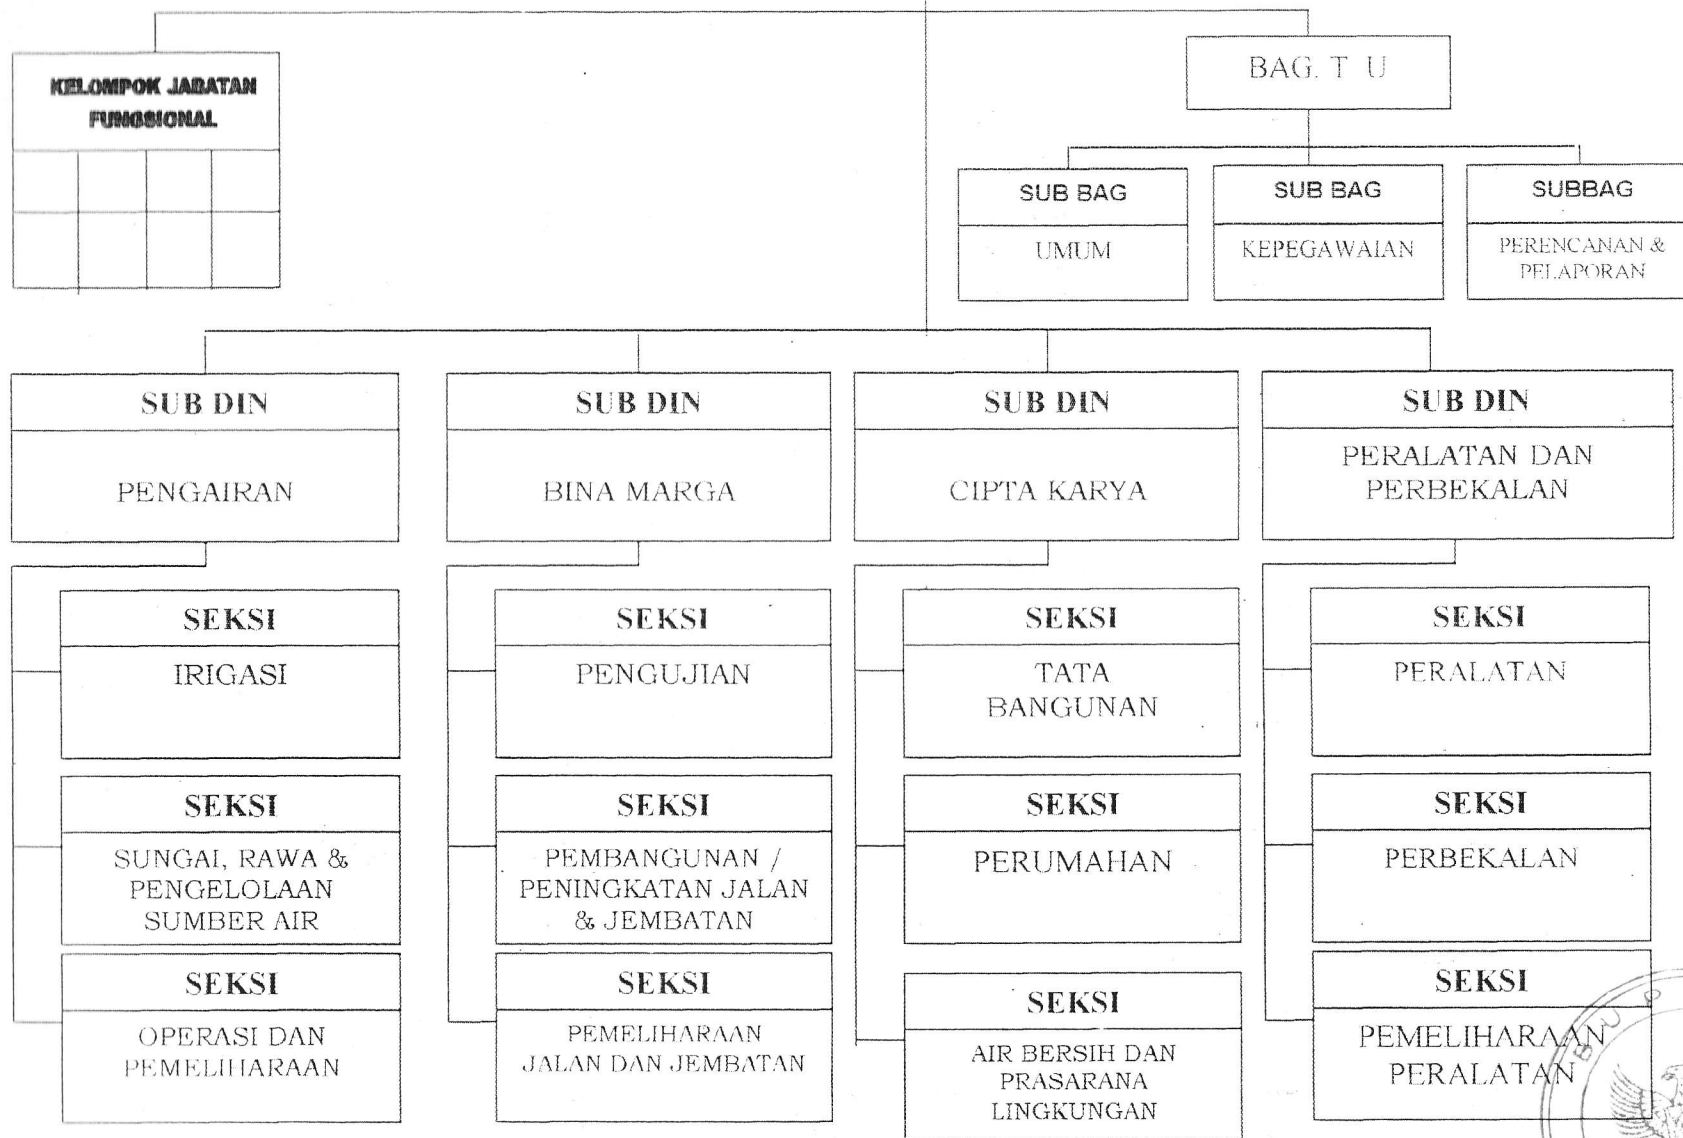 KELOMPOK JABATAN
FUNGSIONAL
BAG. T U
SUB BAG
UMUM
SUB BAG
KEPEGAWAIAN
SUBBAG
PERENCANAN &
PELAPORAN
SUB DIN
PENGAIRAN
SUB DIN
BINA MARGA
SUB DIN
CIPTA KARYA
SUB DIN
PERALATAN DAN
PERBEKALAN
SEKSI
IRIGASI
SEKSI
SUNGAI, RAWA &
PENGELOLAAN
SUMBER AIR
SEKSI
OPERASI DAN
PEMELIHARAAN
SEKSI
PENGUJIAN
SEKSI
PEMBANGUNAN /
PENINGKATAN JALAN
& JEMBATAN
SEKSI
PEMELIHARAAN
JALAN DAN JEMBATAN
SEKSI
TATA
BANGUNAN
SEKSI
PERUMAHAN
SEKSI
AIR BERSIH DAN
PRASARANA
LINGKUNGAN
SEKSI
PERALATAN
SEKSI
PERBEKALAN
SEKSI
PEMELIHARAAN
PERALATAN